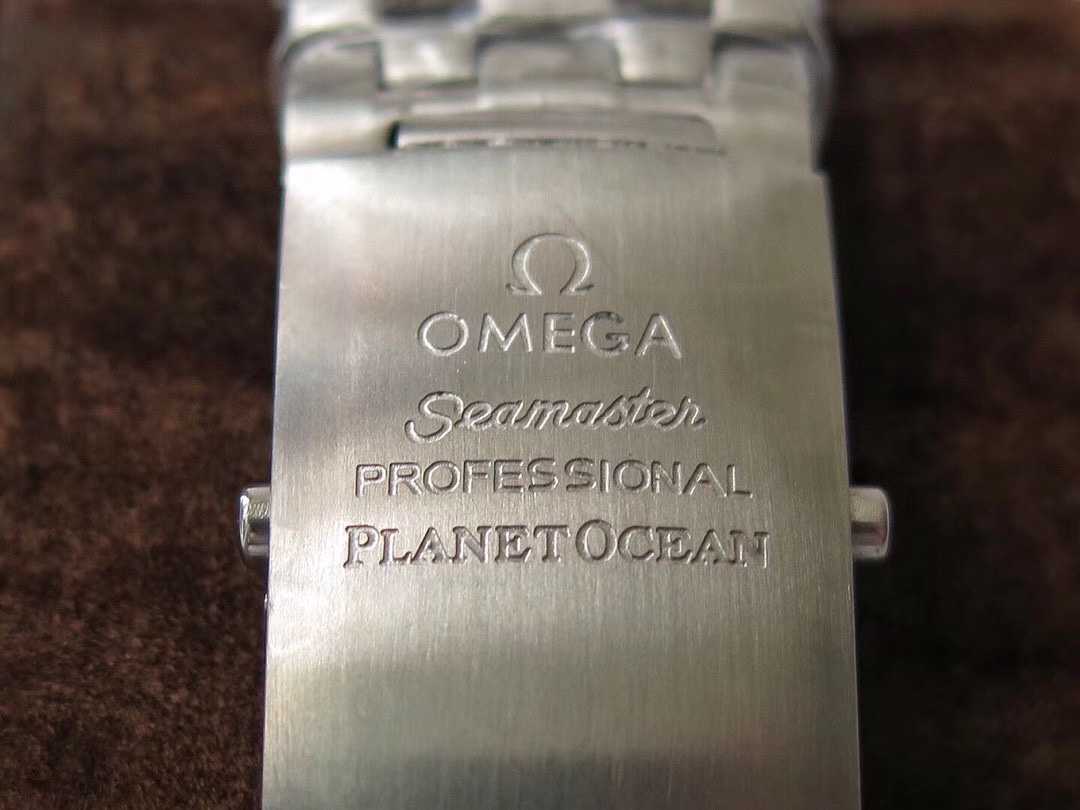 Ω
OMEGA
Seamaster
PROFESSIONAL
PLANET OCEAN